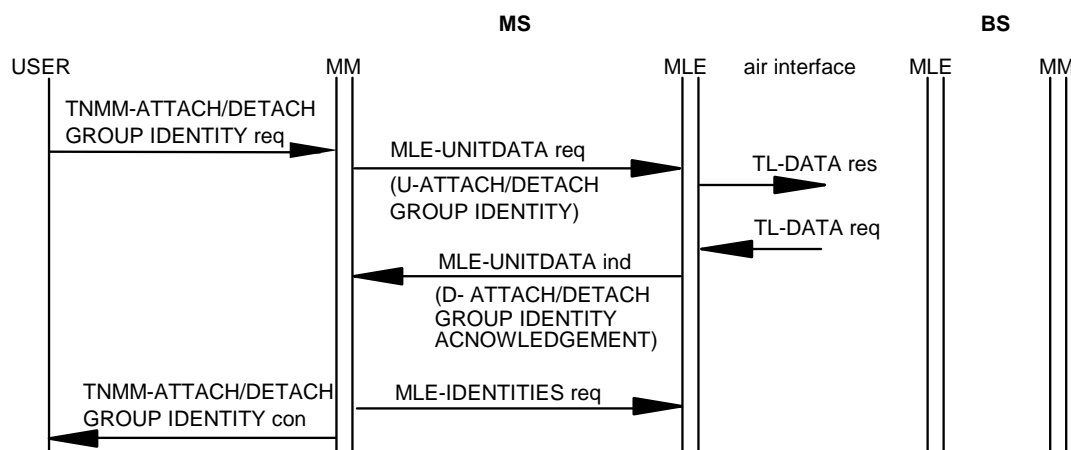 MS BS
USER MM MLE air interface MLE MM
TNMM-ATTACH/DETACH
GROUP IDENTITY req
MLE-UNITDATA req
(U-ATTACH/DETACH
GROUP IDENTITY)
TL-DATA res
TL-DATA req
MLE-UNITDATA ind
(D- ATTACH/DETACH
GROUP IDENTITY
ACNOWLEDGEMENT)
TNMM-ATTACH/DETACH
GROUP IDENTITY con
MLE-IDENTITIES req